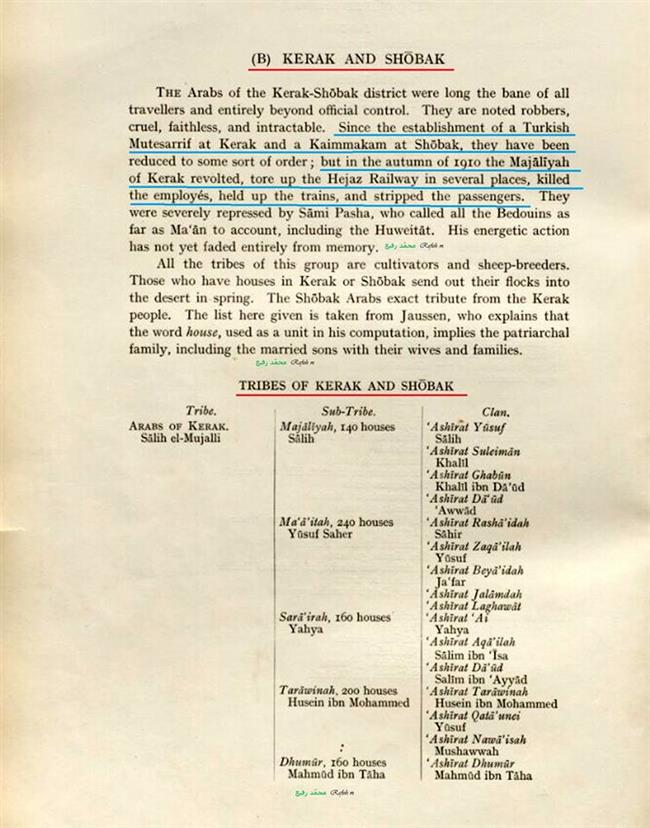 (B) KERAK AND SHŌBAK
THE Arabs of the Kerak-Shōbak district were long the bane of all
travellers and entirely beyond official control. They are noted robbers,
cruel, faithless, and intractable. Since the establishment of a Turkish
Mutesarrif at Kerak and a Kaimmakam at Shōbak, they have been
reduced to some sort of order; but in the autumn of 1910 the Majālīyah
of Kerak revolted, tore up the Hejaz Railway in several places, killed
the employés, held up the trains, and stripped the passengers. They
were severely repressed by Sāmi Pasha, who called all the Bedouins as
far as Ma'ān to account, including the Huweitāt. His energetic action
has not yet faded entirely from memory. محمّد رفيع Refeh m
All the tribes of this group are cultivators and sheep-breeders.
Those who have houses in Kerak or Shōbak send out their flocks into
the desert in spring. The Shōbak Arabs exact tribute from the Kerak
people. The list here given is taken from Jaussen, who explains that
the word house, used as a unit in his computation, implies the patriarchal
family, including the married sons with their wives and families.
محمّد رفيع Refeh m
TRIBES OF KERAK AND SHŌBAK
Tribe. Sub-Tribe. Clan.
ARABS OF KERAK. Majālīyah, 140 houses 'Ashīrat Yūsuf
Sālih el-Mujalli Sālih Sālih
'Ashīrat Suleimān
Khalīl
'Ashīrat Ghabūn
Khalīl ibn Dā'ūd
'Ashīrat Dā'ūd
'Awwād
Ma'ā'itah, 240 houses 'Ashīrat Rashā'idah
Yūsuf Saher Sāhir
'Ashīrat Zaqā'ilah
Yūsuf
'Ashīrat Beyā'idah
Ja'far
'Ashīrat Jalāmdah
'Ashīrat Laghawāt
Sarā'irah, 160 houses 'Ashīrat 'Ai
Yahya Yahya
'Ashīrat Aqā'ilah
Sālim ibn 'Īsa
'Ashīrat Dā'ūd
Salīm ibn 'Ayyād
Tarāwinah, 200 houses 'Ashīrat Tarāwinah
Husein ibn Mohammed Husein ibn Mohammed
'Ashīrat Qatā'unei
Yūsuf
'Ashīrat Nawā'isah
Mushawwah
Dhumūr, 160 houses 'Ashīrat Dhumūr
Mahmūd ibn Tāha Mahmūd ibn Tāha
محمّد رفيع Refeh m